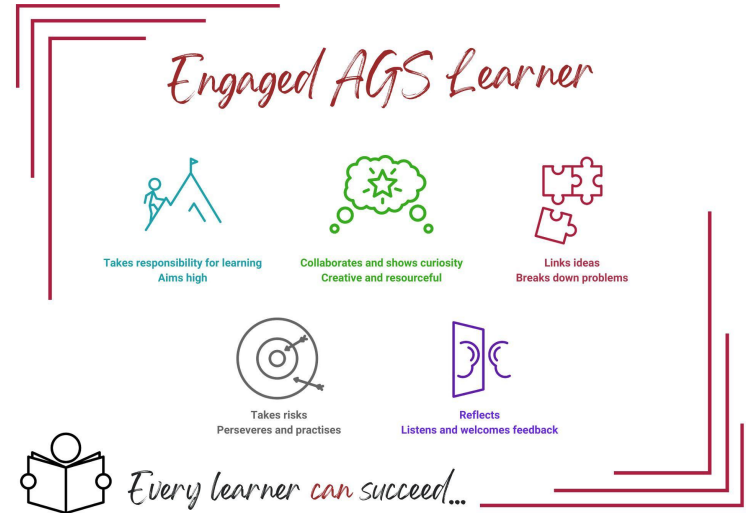 Engaged AGS Learner
Takes responsibility for learning
Aims high
Collaborates and shows curiosity
Creative and resourceful
Links ideas
Breaks down problems
Takes risks
Perseveres and practises
Reflects
Listens and welcomes feedback
Every learner can succeed...